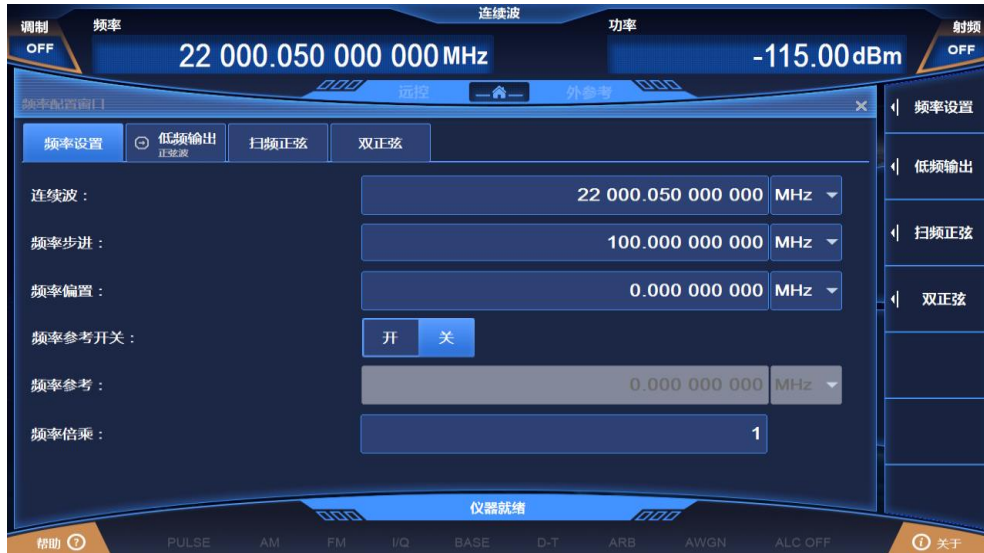 连续波
调制
OFF
频率
22 000.050 000 000 MHz
功率
-115.00 dBm
射频
OFF
远控
外参考
频率配置窗口
频率设置
低频输出
正弦波
扫频正弦
双正弦
连续波：
22 000.050 000 000 MHz
频率步进：
100.000 000 000 MHz
频率偏置：
0.000 000 000 MHz
频率参考开关：
开 关
频率参考：
0.000 000 000 MHz
频率倍乘：
1
频率设置
低频输出
扫频正弦
双正弦
仪器就绪
帮助
PULSE AM FM I/Q BASE D-T ARB AWGN ALC OFF
关于